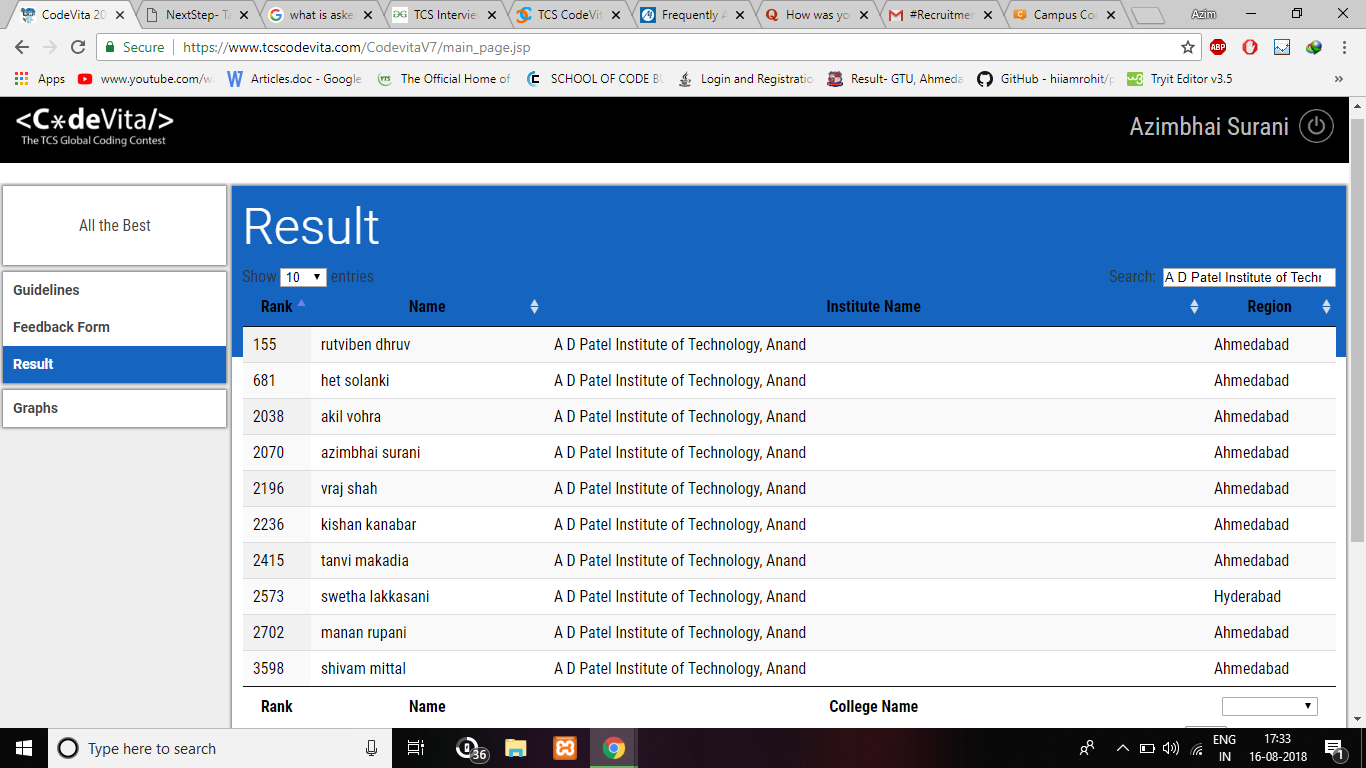 CodeVita 20
NextStep- Ta
what is aske
TCS Intervie
TCS CodeVit
Frequently A
How was yo
#Recruitmen
Campus Co
Azim
Secure https://www.tcscodevita.com/CodevitaV7/main_page.jsp
Apps www.youtube.com/w Articles.doc - Google The Official Home of SCHOOL OF CODE BU Login and Registratio Result- GTU, Ahmeda GitHub - hiiamrohit/p Tryit Editor v3.5 »
<C*deVita/>
The TCS Global Coding Contest
Azimbhai Surani
All the Best
Guidelines
Feedback Form
Result
Graphs
Result
Show 10 entries
Search: A D Patel Institute of Techn
Rank Name Institute Name Region
155 rutviben dhruv A D Patel Institute of Technology, Anand Ahmedabad
681 het solanki A D Patel Institute of Technology, Anand Ahmedabad
2038 akil vohra A D Patel Institute of Technology, Anand Ahmedabad
2070 azimbhai surani A D Patel Institute of Technology, Anand Ahmedabad
2196 vraj shah A D Patel Institute of Technology, Anand Ahmedabad
2236 kishan kanabar A D Patel Institute of Technology, Anand Ahmedabad
2415 tanvi makadia A D Patel Institute of Technology, Anand Ahmedabad
2573 swetha lakkasani A D Patel Institute of Technology, Anand Hyderabad
2702 manan rupani A D Patel Institute of Technology, Anand Ahmedabad
3598 shivam mittal A D Patel Institute of Technology, Anand Ahmedabad
Rank Name College Name
Type here to search
36
ENG
IN
17:33
16-08-2018
1